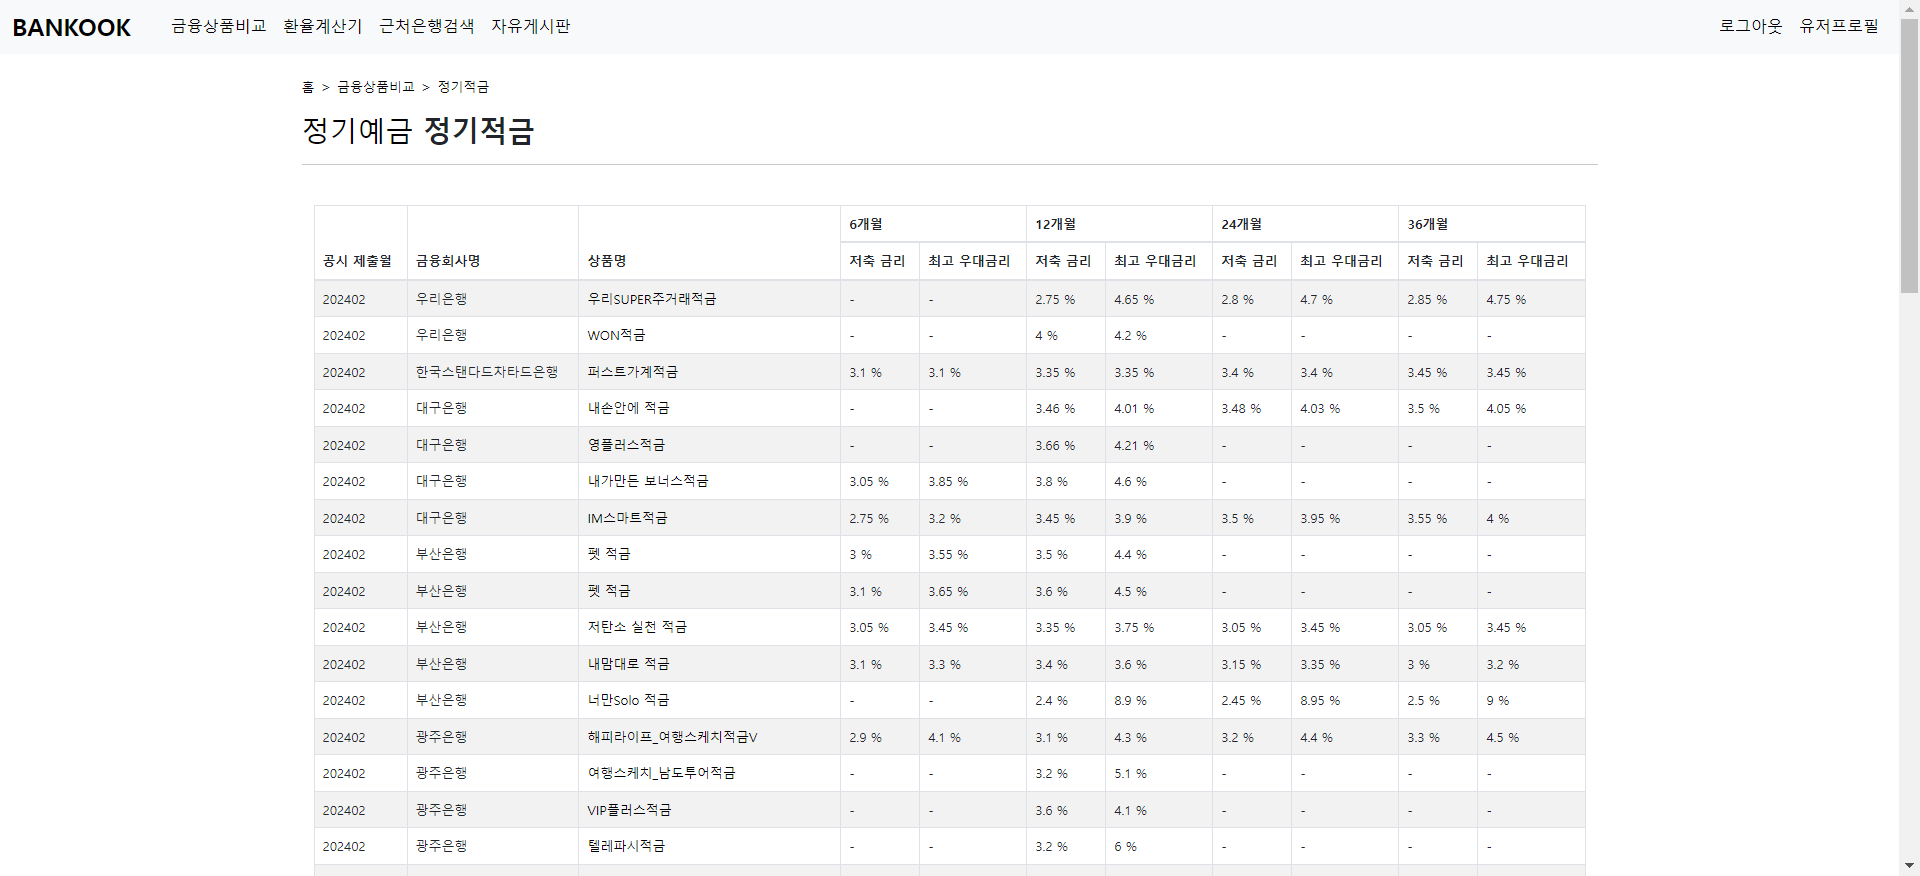 BANKOOK 금융상품비교 환율계산기 근처은행검색 자유게시판 로그아웃 유저프로필
홈 > 금융상품비교 > 정기적금
정기예금 정기적금
6개월 12개월 24개월 36개월
공시 제출월 금융회사명 상품명 저축 금리 최고 우대금리 저축 금리 최고 우대금리 저축 금리 최고 우대금리 저축 금리 최고 우대금리
202402 우리은행 우리SUPER주거래적금 - - 2.75 % 4.65 % 2.8 % 4.7 % 2.85 % 4.75 %
202402 우리은행 WON적금 - - 4 % 4.2 % - - - -
202402 한국스탠다드차타드은행 퍼스트가계적금 3.1 % 3.1 % 3.35 % 3.35 % 3.4 % 3.4 % 3.45 % 3.45 %
202402 대구은행 내손안에 적금 - - 3.46 % 4.01 % 3.48 % 4.03 % 3.5 % 4.05 %
202402 대구은행 영플러스적금 - - 3.66 % 4.21 % - - - -
202402 대구은행 내가만든 보너스적금 3.05 % 3.85 % 3.8 % 4.6 % - - - -
202402 대구은행 IM스마트적금 2.75 % 3.2 % 3.45 % 3.9 % 3.5 % 3.95 % 3.55 % 4 %
202402 부산은행 펫 적금 3 % 3.55 % 3.5 % 4.4 % - - - -
202402 부산은행 펫 적금 3.1 % 3.65 % 3.6 % 4.5 % - - - -
202402 부산은행 저탄소 실천 적금 3.05 % 3.45 % 3.35 % 3.75 % 3.05 % 3.45 % 3.05 % 3.45 %
202402 부산은행 내맘대로 적금 3.1 % 3.3 % 3.4 % 3.6 % 3.15 % 3.35 % 3 % 3.2 %
202402 부산은행 너만Solo 적금 - - 2.4 % 8.9 % 2.45 % 8.95 % 2.5 % 9 %
202402 광주은행 해피라이프_여행스케치적금V 2.9 % 4.1 % 3.1 % 4.3 % 3.2 % 4.4 % 3.3 % 4.5 %
202402 광주은행 여행스케치_남도투어적금 - - 3.2 % 5.1 % - - - -
202402 광주은행 VIP플러스적금 - - 3.6 % 4.1 % - - - -
202402 광주은행 텔레파시적금 - - 3.2 % 6 % - - - -